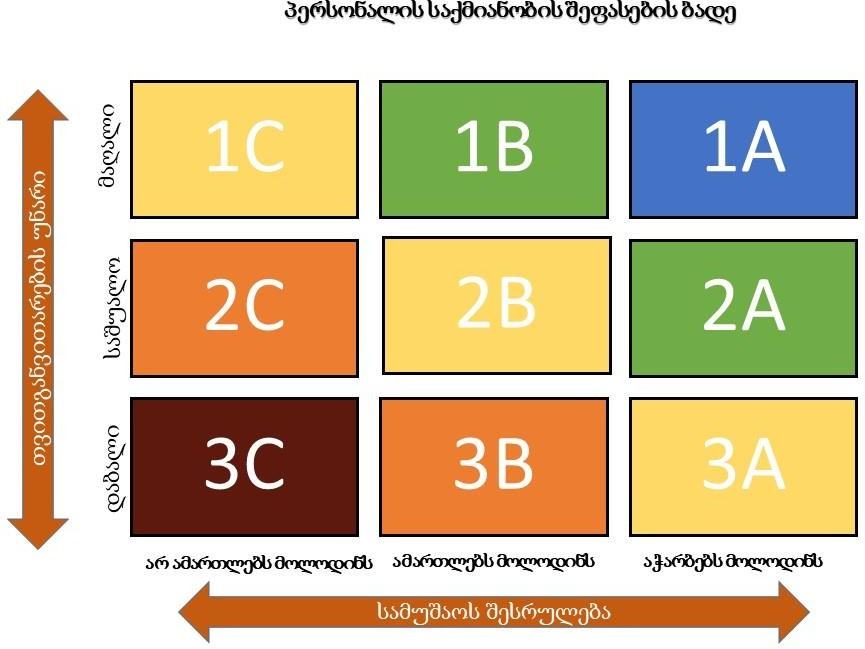 პერსონალის საქმიანობის შეფასების ბადე
თვითგანვითარების უნარი
მაღალი
1C
1B
1A
საშუალო
2C
2B
2A
დაბალი
3C
3B
3A
არ ამართლებს მოლოდინს
ამართლებს მოლოდინს
აჭარბებს მოლოდინს
სამუშაოს შესრულება